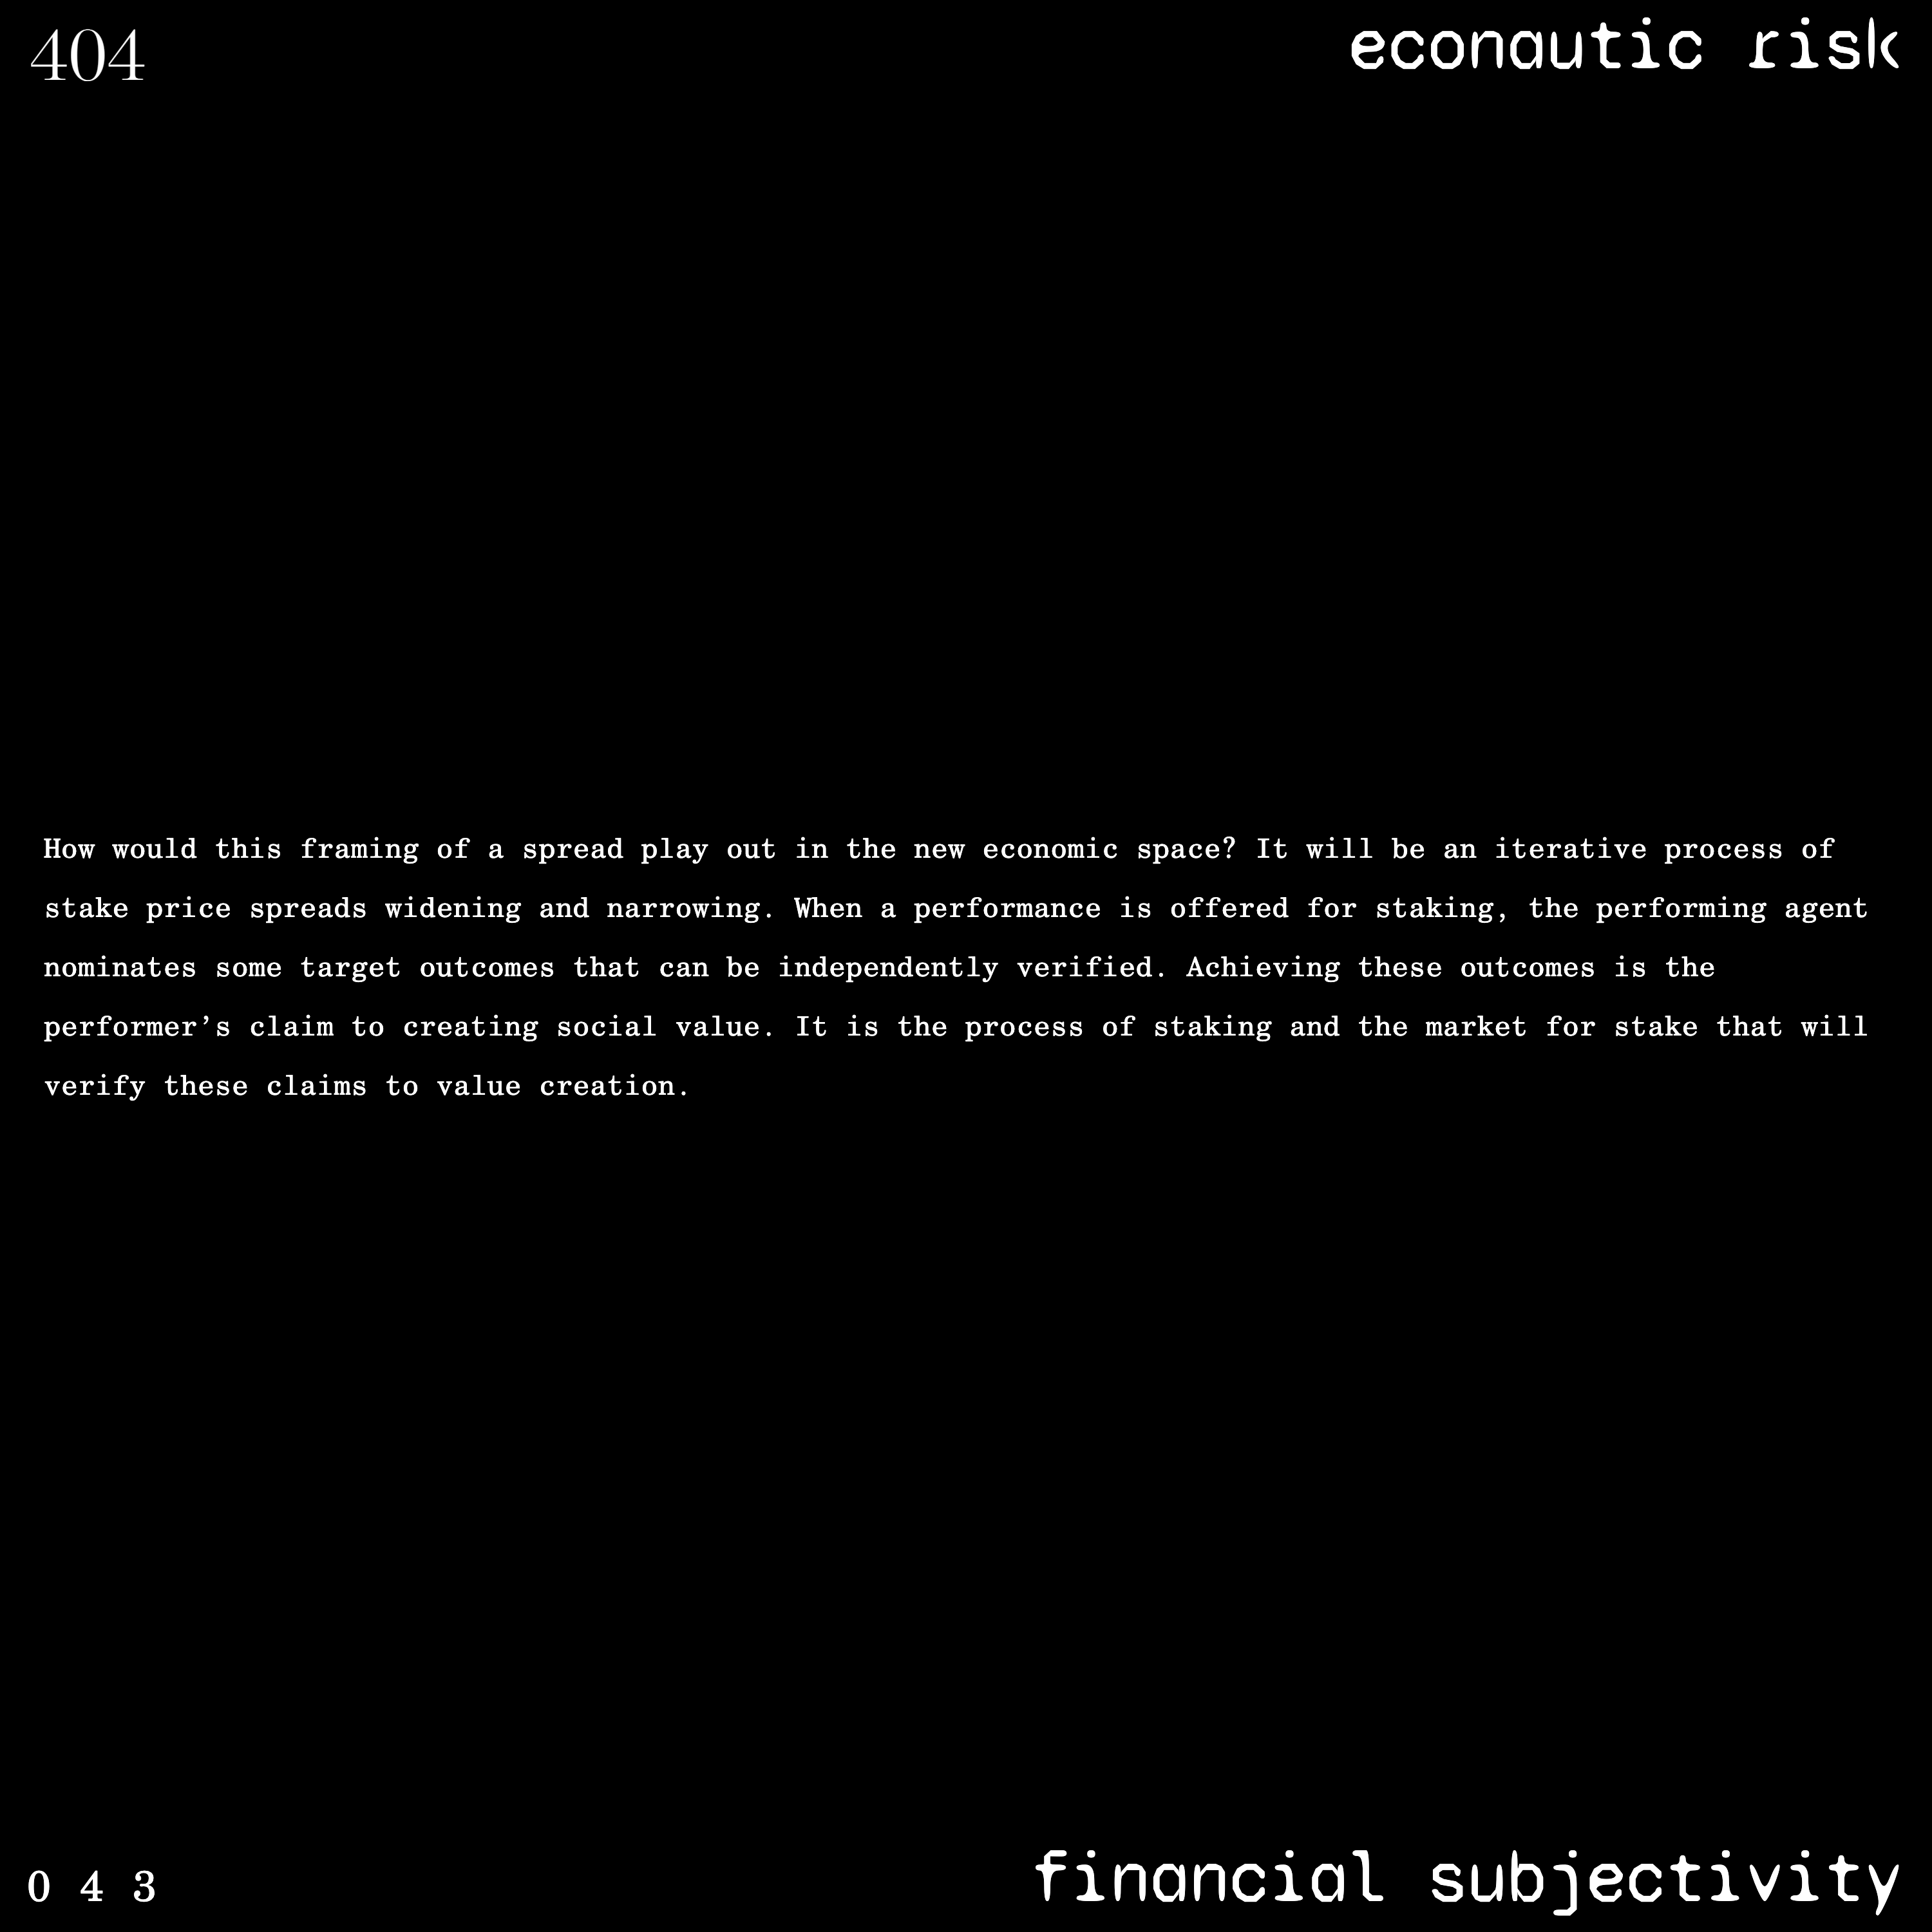 404
econautic risk
How would this framing of a spread play out in the new economic space? It will be an iterative process of
stake price spreads widening and narrowing. When a performance is offered for staking, the performing agent
nominates some target outcomes that can be independently verified. Achieving these outcomes is the
performer’s claim to creating social value. It is the process of staking and the market for stake that will
verify these claims to value creation.
0 4 3
financial subjectivity